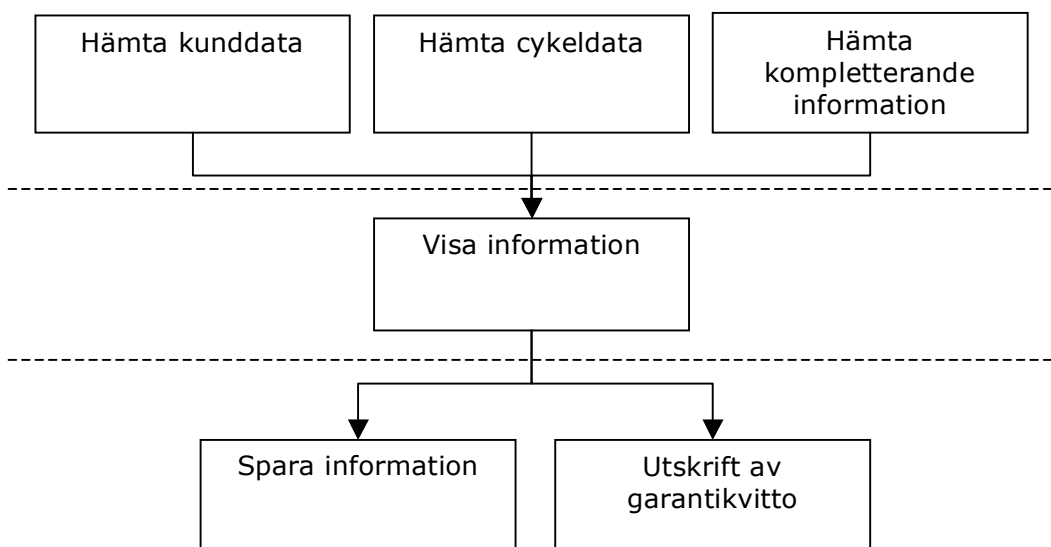 Hämta kunddata
Hämta cykeldata
Hämta
kompletterande
information
Visa information
Spara information
Utskrift av
garantikvitto